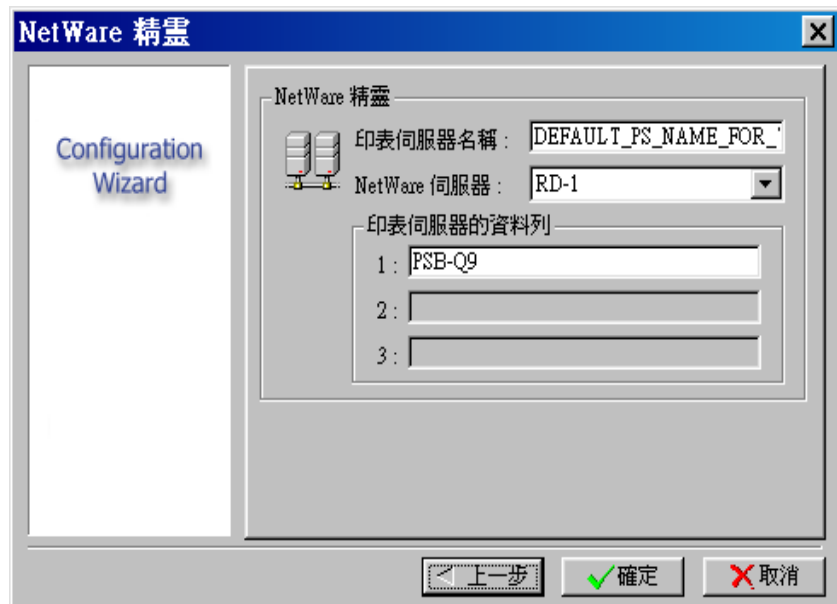 NetWare 精靈
Configuration
Wizard
NetWare 精靈
印表伺服器名稱： DEFAULT_PS_NAME_FOR_
NetWare 伺服器： RD-1
印表伺服器的資料列
1： PSB-Q9
2：
3：
上一步 確定 取消